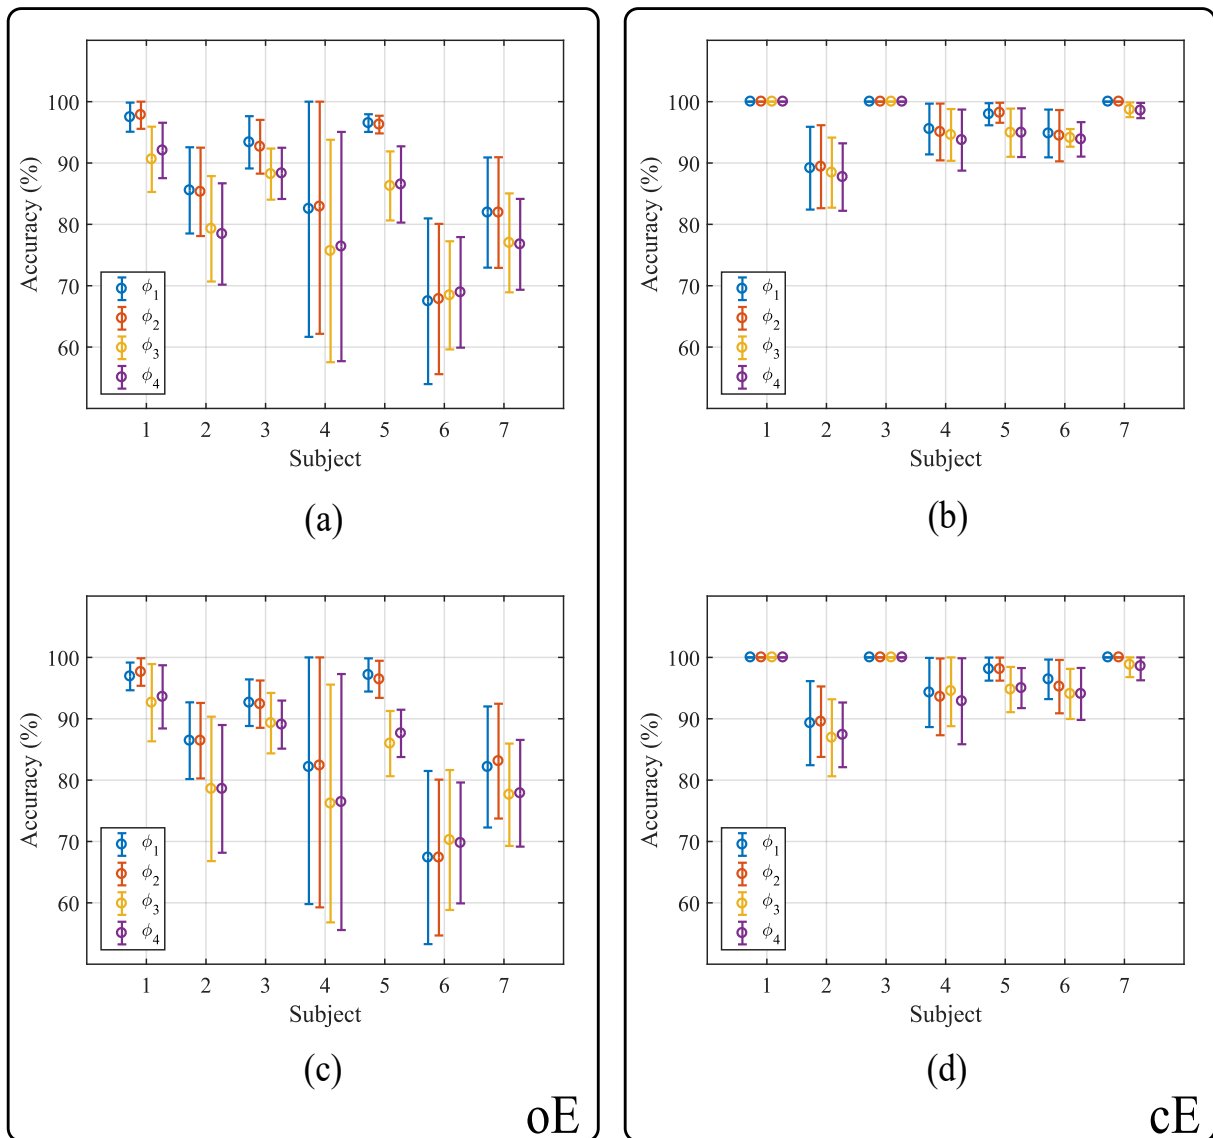 100
90
80
70
60
Accuracy (%)
ϕ1
ϕ2
ϕ3
ϕ4
1 2 3 4 5 6 7
Subject
(a)
100
90
80
70
60
Accuracy (%)
ϕ1
ϕ2
ϕ3
ϕ4
1 2 3 4 5 6 7
Subject
(b)
100
90
80
70
60
Accuracy (%)
ϕ1
ϕ2
ϕ3
ϕ4
1 2 3 4 5 6 7
Subject
(c)
oE
100
90
80
70
60
Accuracy (%)
ϕ1
ϕ2
ϕ3
ϕ4
1 2 3 4 5 6 7
Subject
(d)
cE